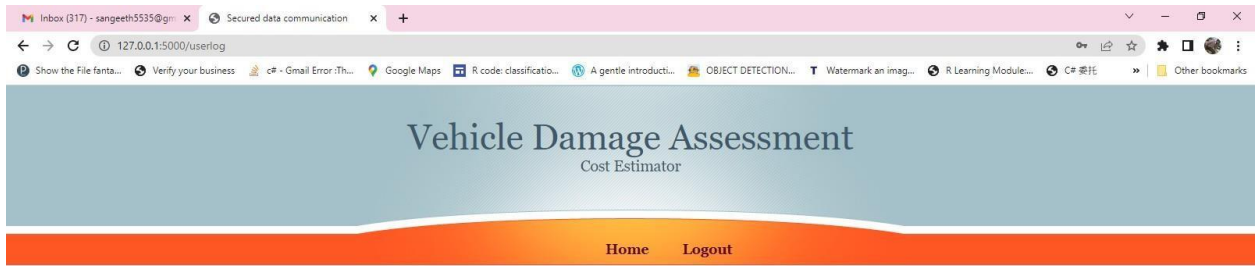 Inbox (317) - sangeeth5535@gm
Secured data communication
127.0.0.1:5000/userlog
Show the File fanta... Verify your business c# - Gmail Error :Th... Google Maps R code: classificatio... A gentle introducti... OBJECT DETECTION... Watermark an imag... R Learning Module:... C# 委托 » Other bookmarks
Vehicle Damage Assessment
Cost Estimator
Home Logout